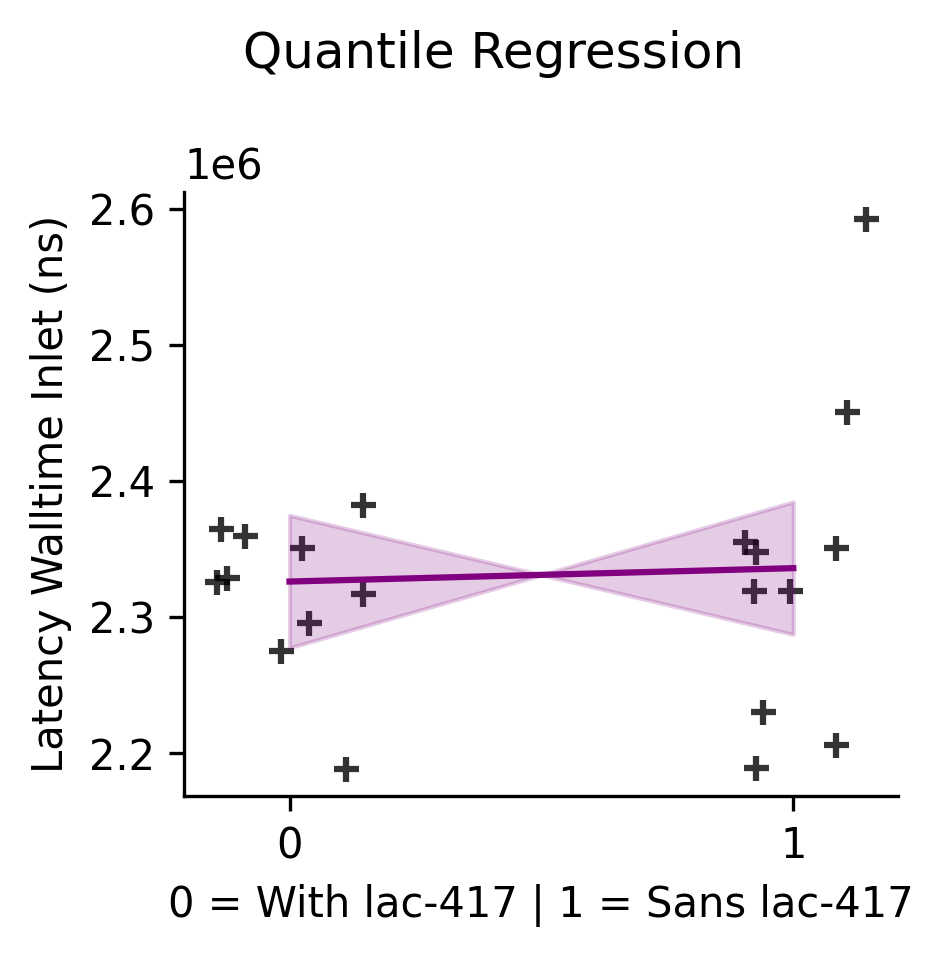 Quantile Regression
1e6
2.6
2.5
2.4
2.3
2.2
Latency Walltime Inlet (ns)
0 1
0 = With lac-417 | 1 = Sans lac-417